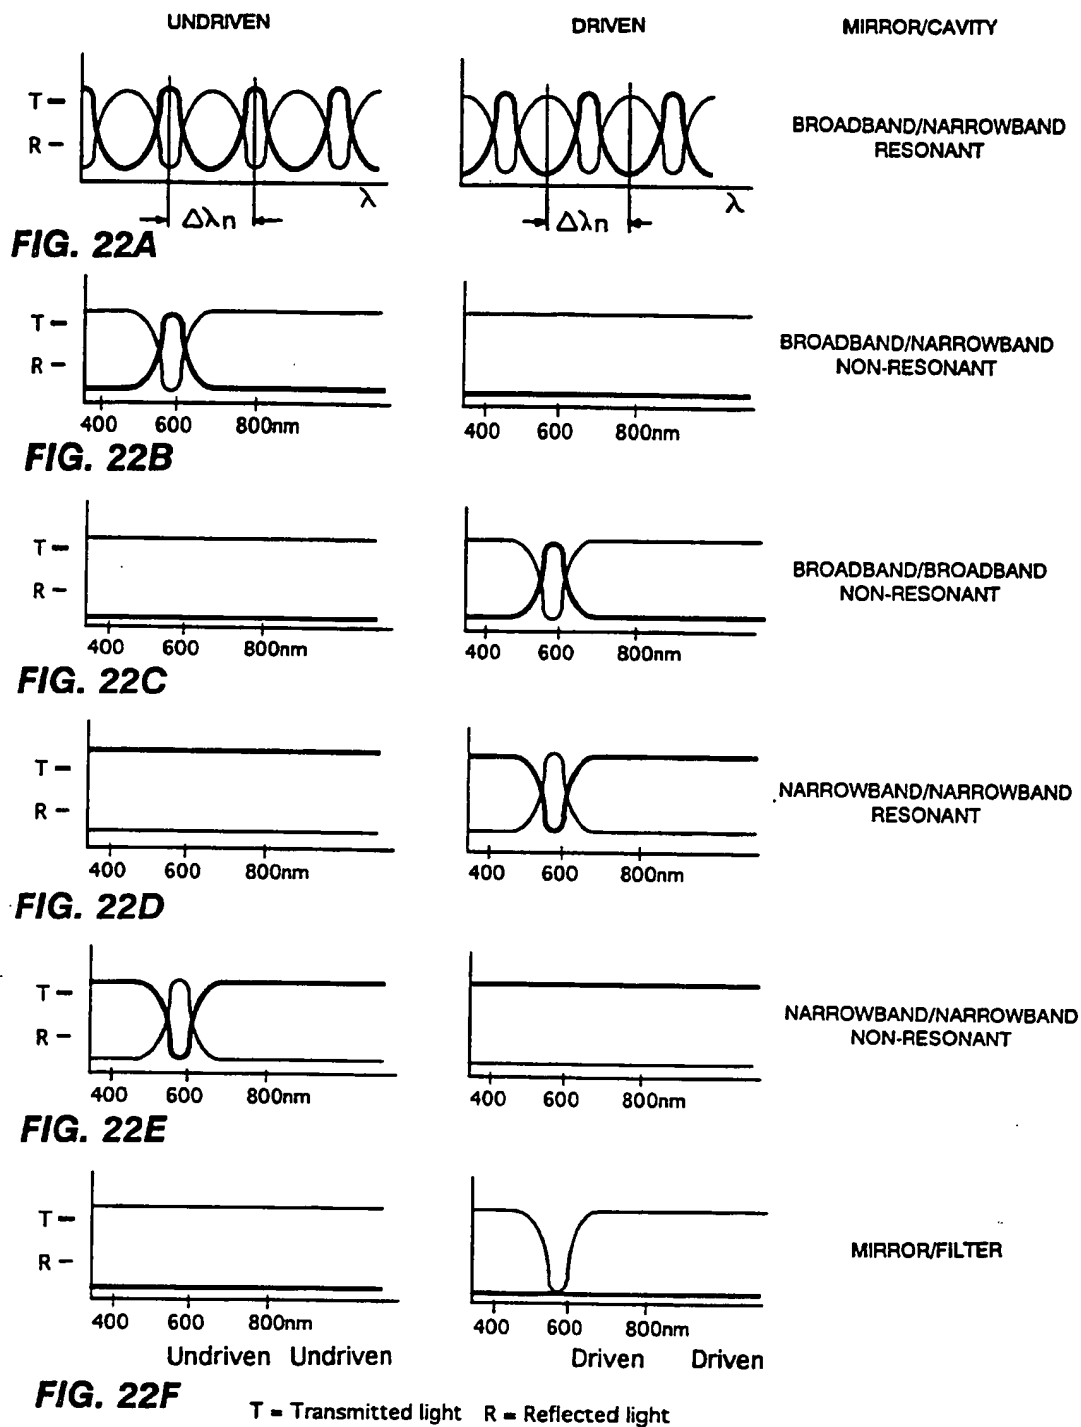 UNDRIVEN DRIVEN MIRROR/CAVITY
T –
R –
λ
Δλn
λ
Δλn
BROADBAND/NARROWBAND
RESONANT
FIG. 22A
T –
R –
400 600 800nm
400 600 800nm
BROADBAND/NARROWBAND
NON-RESONANT
FIG. 22B
T –
R –
400 600 800nm
400 600 800nm
BROADBAND/BROADBAND
NON-RESONANT
FIG. 22C
T –
R –
400 600 800nm
400 600 800nm
NARROWBAND/NARROWBAND
RESONANT
FIG. 22D
T –
R –
400 600 800nm
400 600 800nm
NARROWBAND/NARROWBAND
NON-RESONANT
FIG. 22E
T –
R –
400 600 800nm
400 600 800nm
MIRROR/FILTER
Undriven Undriven Driven Driven
FIG. 22F
T = Transmitted light R = Reflected light